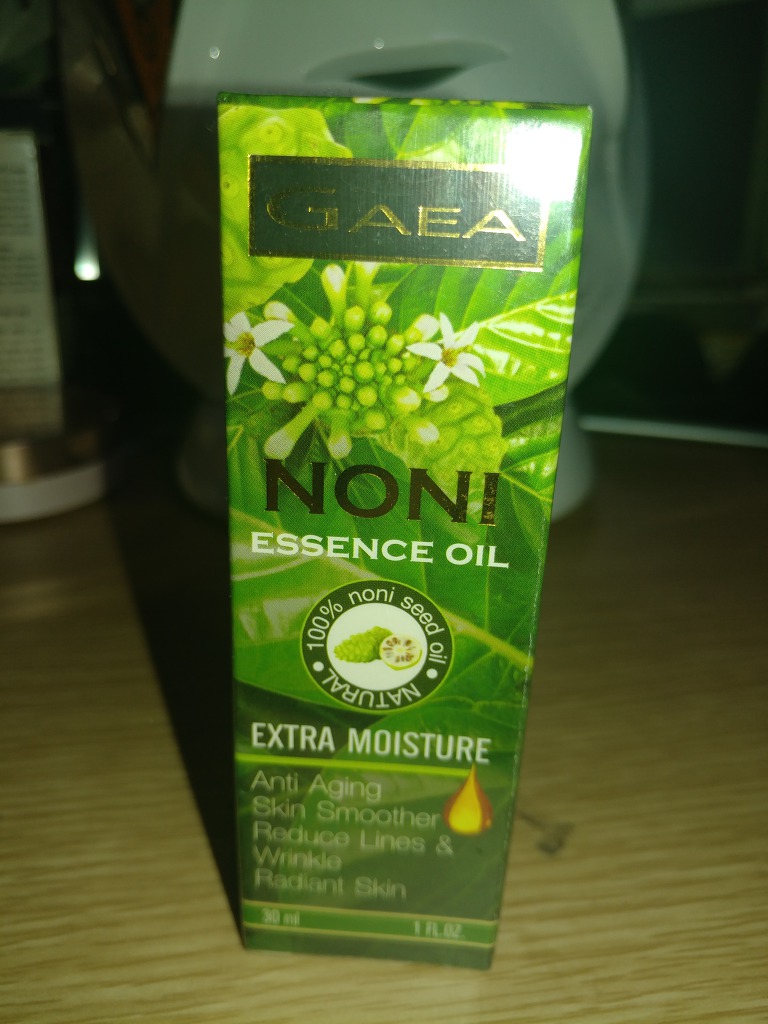 GAEA
NONI
ESSENCE OIL
100% noni seed oil
NATURAL
EXTRA MOISTURE
Anti Aging
Skin Smoother
Reduce Lines &
Wrinkle
Radiant Skin
30 ml 1 FL.OZ.